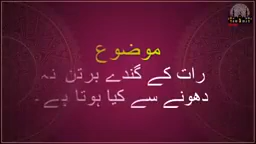 موضوع
رات کے گندے برتن نہ
دھونے سے کیا ہوتا ہے ۔